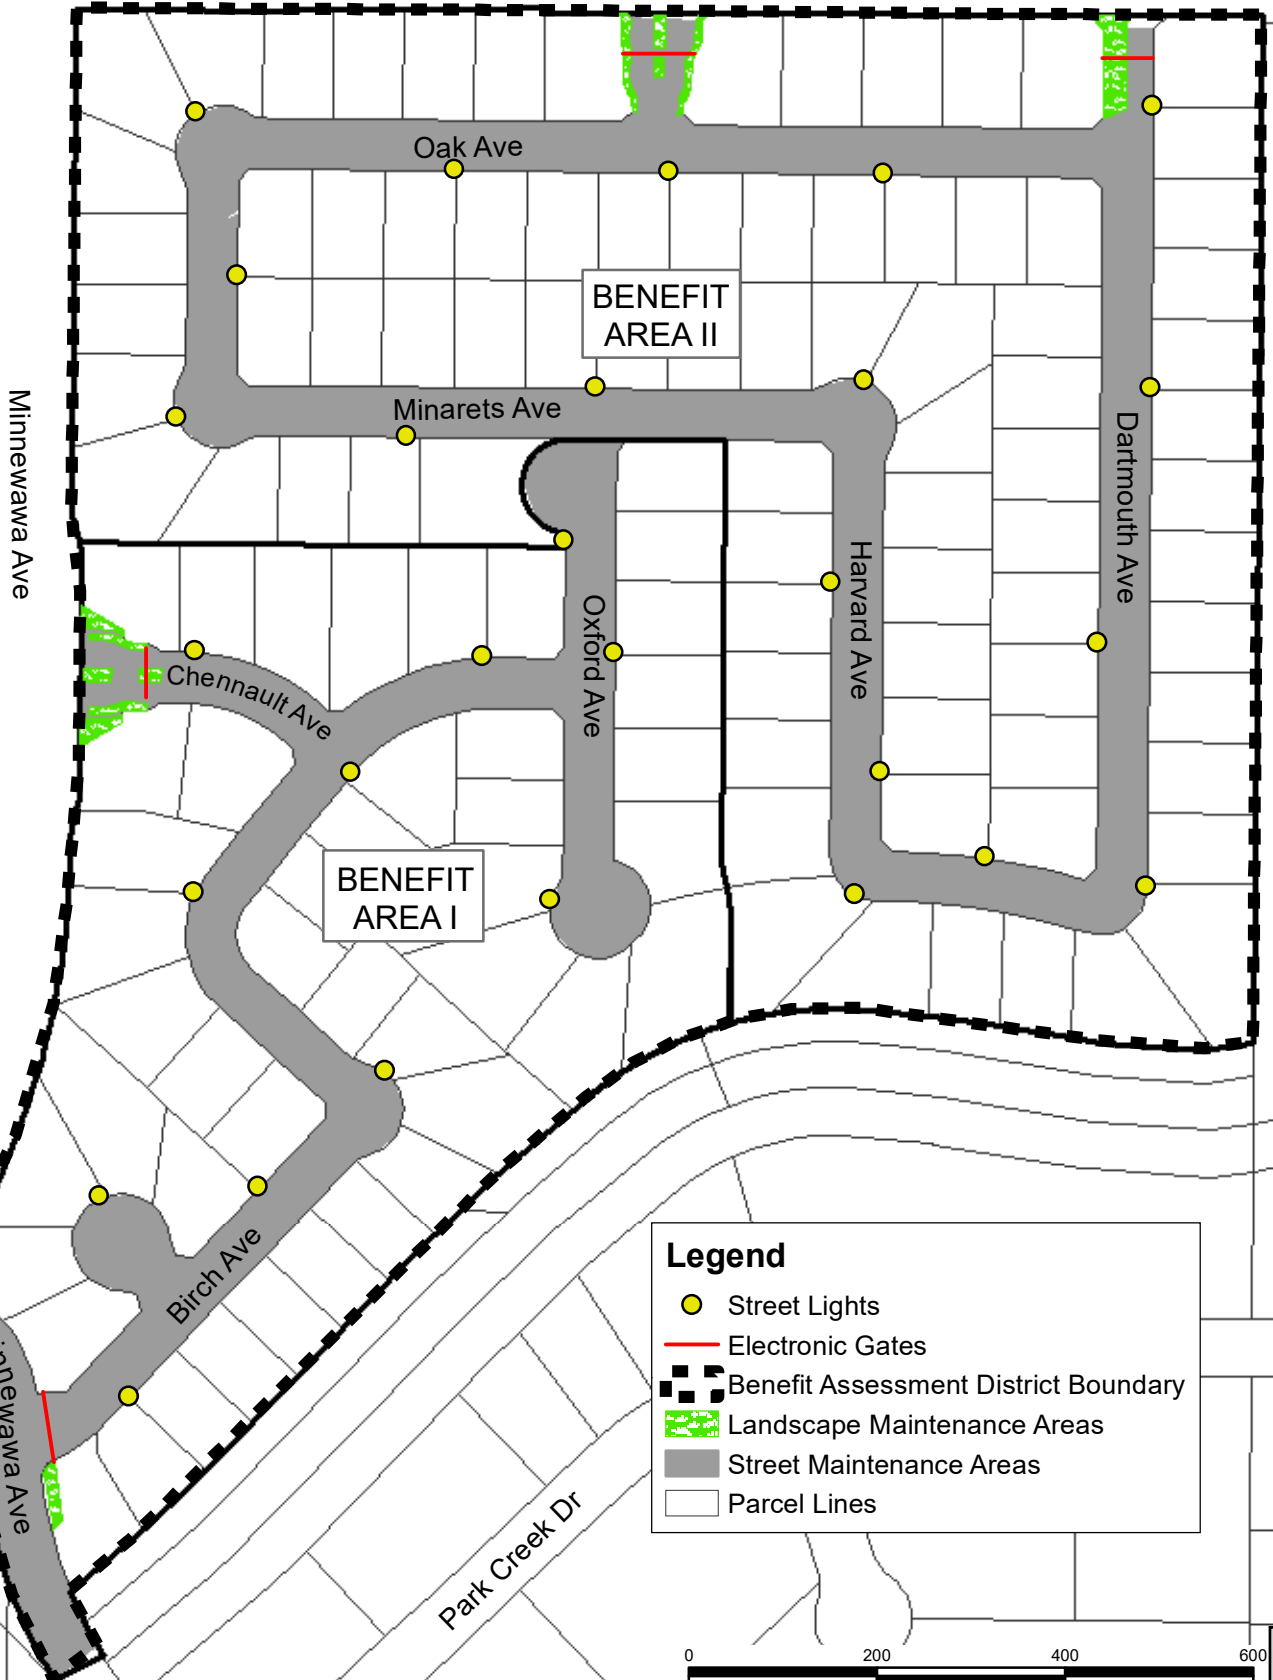 Oak Ave
BENEFIT
AREA II
Minarets Ave
Minnewawa Ave
Dartmouth Ave
Harvard Ave
Oxford Ave
Chennault Ave
BENEFIT
AREA I
Birch Ave
innewawa Ave
Park Creek Dr
Legend
Street Lights
Electronic Gates
Benefit Assessment District Boundary
Landscape Maintenance Areas
Street Maintenance Areas
Parcel Lines
0 200 400 600